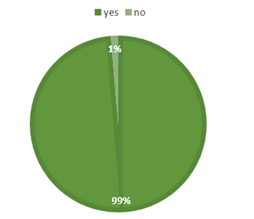 yes no
1%
99%